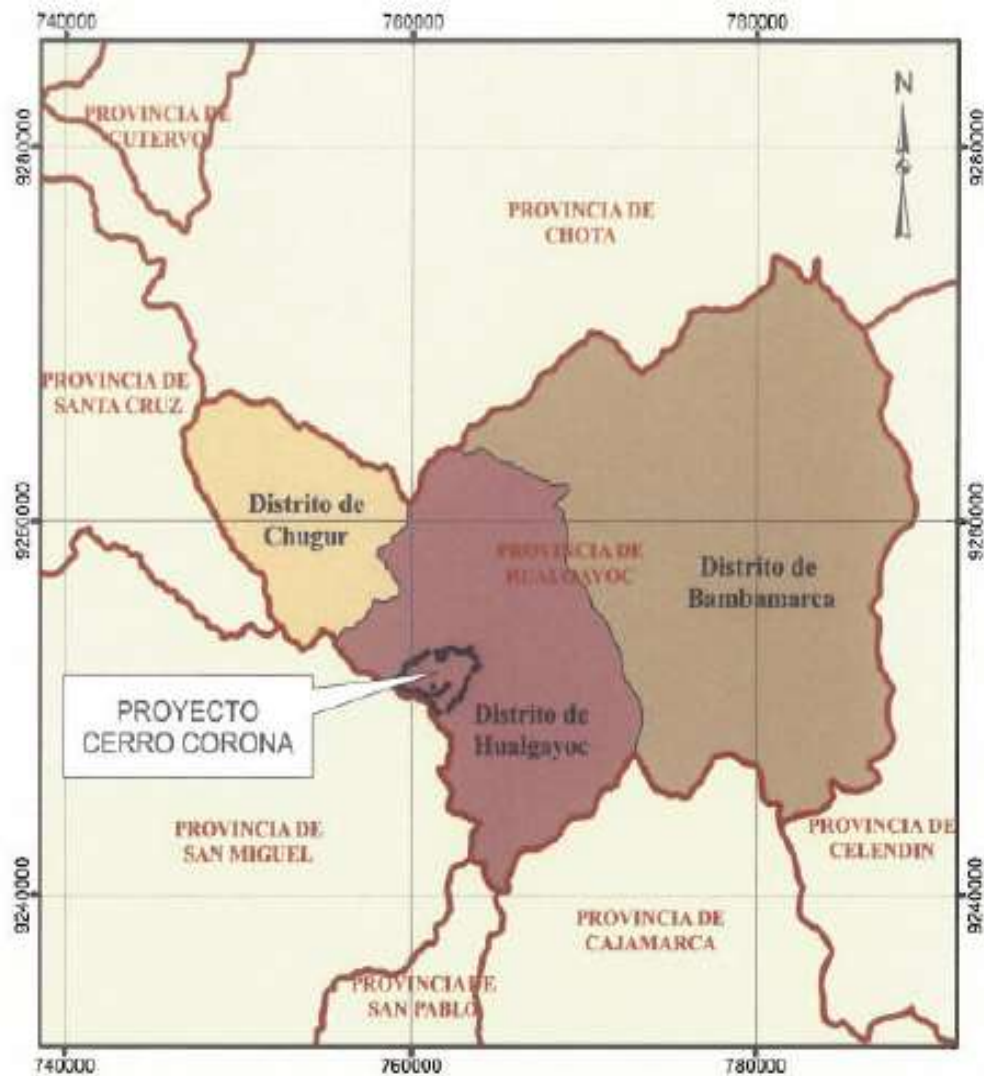 740000
760000
780000
N
PROVINCIA DE
CUTERVO
9280000
9280000
PROVINCIA DE
CHOTA
PROVINCIA DE
SANTA CRUZ
Distrito de
Chugur
9260000
9260000
PROVINCIA DE
HUALGAYOC
Distrito de
Bambamarca
PROYECTO
CERRO CORONA
Distrito de
Hualgayoc
PROVINCIA DE
SAN MIGUEL
PROVINCIA DE
CELENDIN
9240000
9240000
PROVINCIA DE
CAJAMARCA
PROVINCIA DE
SAN PABLO
740000
760000
780000